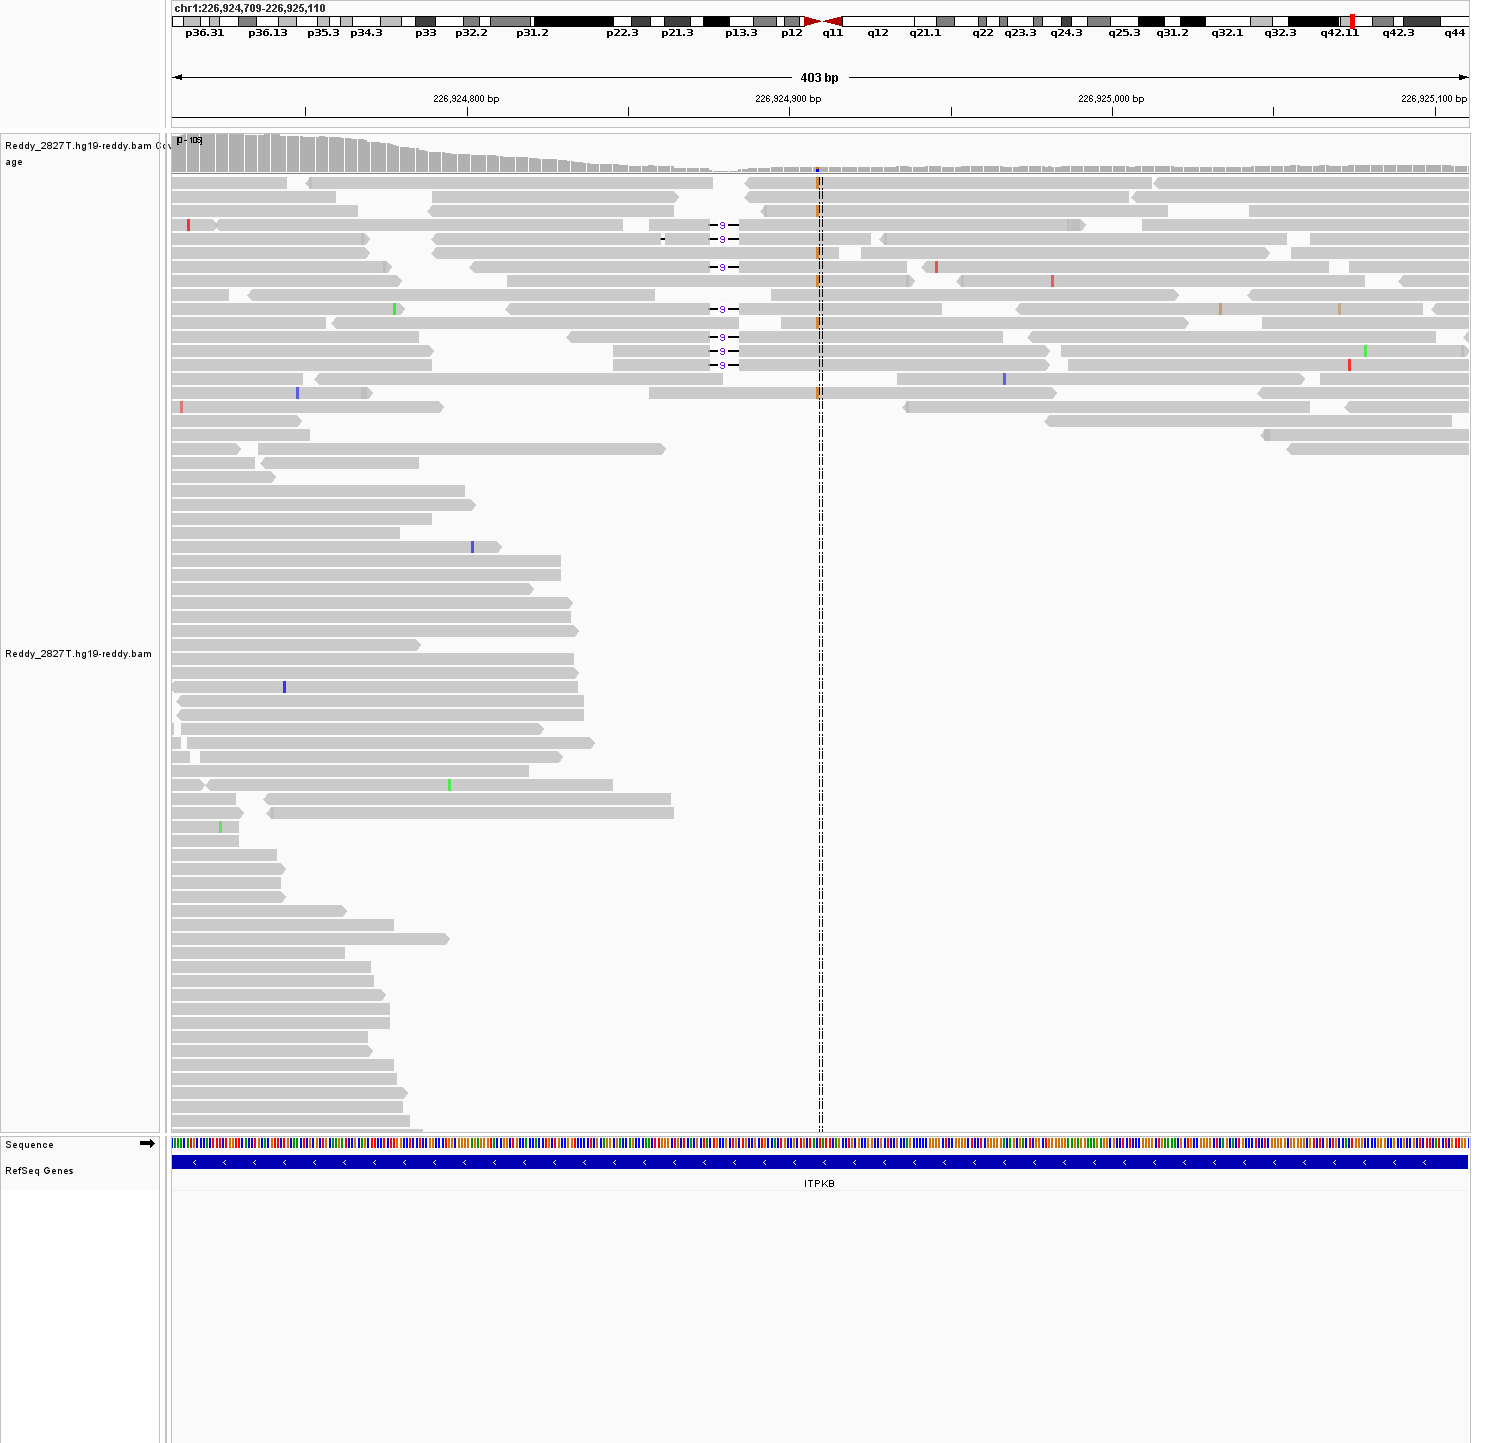 chr1:226,924,709-226,925,110
p36.31 p36.13 p35.3 p34.3 p33 p32.2 p31.2 p22.3 p21.3 p13.3 p12 q11 q12 q21.1 q22 q23.3 q24.3 q25.3 q31.2 q32.1 q32.3 q42.11 q42.3 q44
403 bp
226,924,800 bp 226,924,900 bp 226,925,000 bp 226,925,100 bp
[0 - 106]
Reddy_2827T.hg19-reddy.bam Cov
age
9
9
9
9
9
9
9
Reddy_2827T.hg19-reddy.bam
Sequence
RefSeq Genes
ITPKB